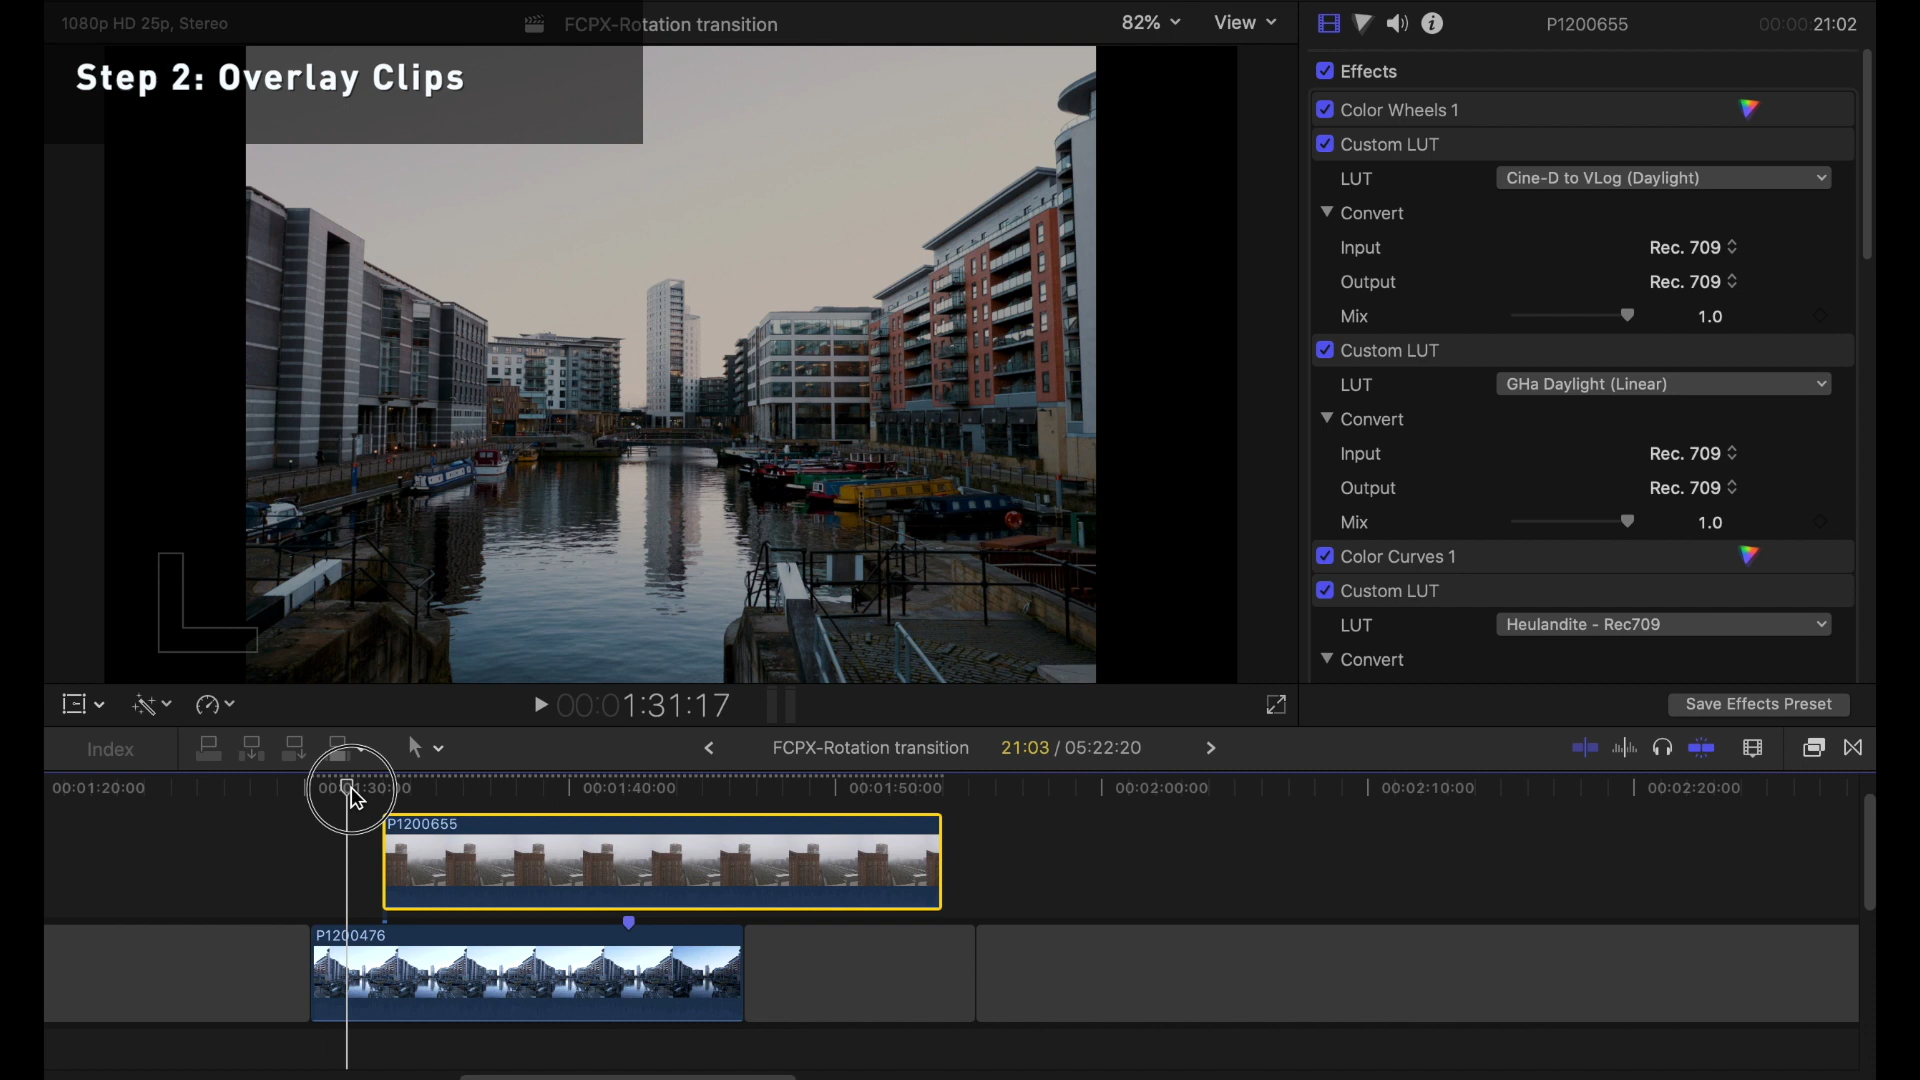 1080p HD 25p, Stereo
FCPX-Rotation transition
82%
View
P1200655
00:00:21:02
Step 2: Overlay Clips
Effects
Color Wheels 1
Custom LUT
LUT
Cine-D to VLog (Daylight)
Convert
Input
Rec. 709
Output
Rec. 709
Mix
1.0
Custom LUT
LUT
GHa Daylight (Linear)
Convert
Input
Rec. 709
Output
Rec. 709
Mix
1.0
Color Curves 1
Custom LUT
LUT
Heulandite - Rec709
Convert
00:01:31:17
Save Effects Preset
Index
FCPX-Rotation transition
21:03 / 05:22:20
00:01:20:00
00:01:30:00
00:01:40:00
00:01:50:00
00:02:00:00
00:02:10:00
00:02:20:00
P1200655
P1200476